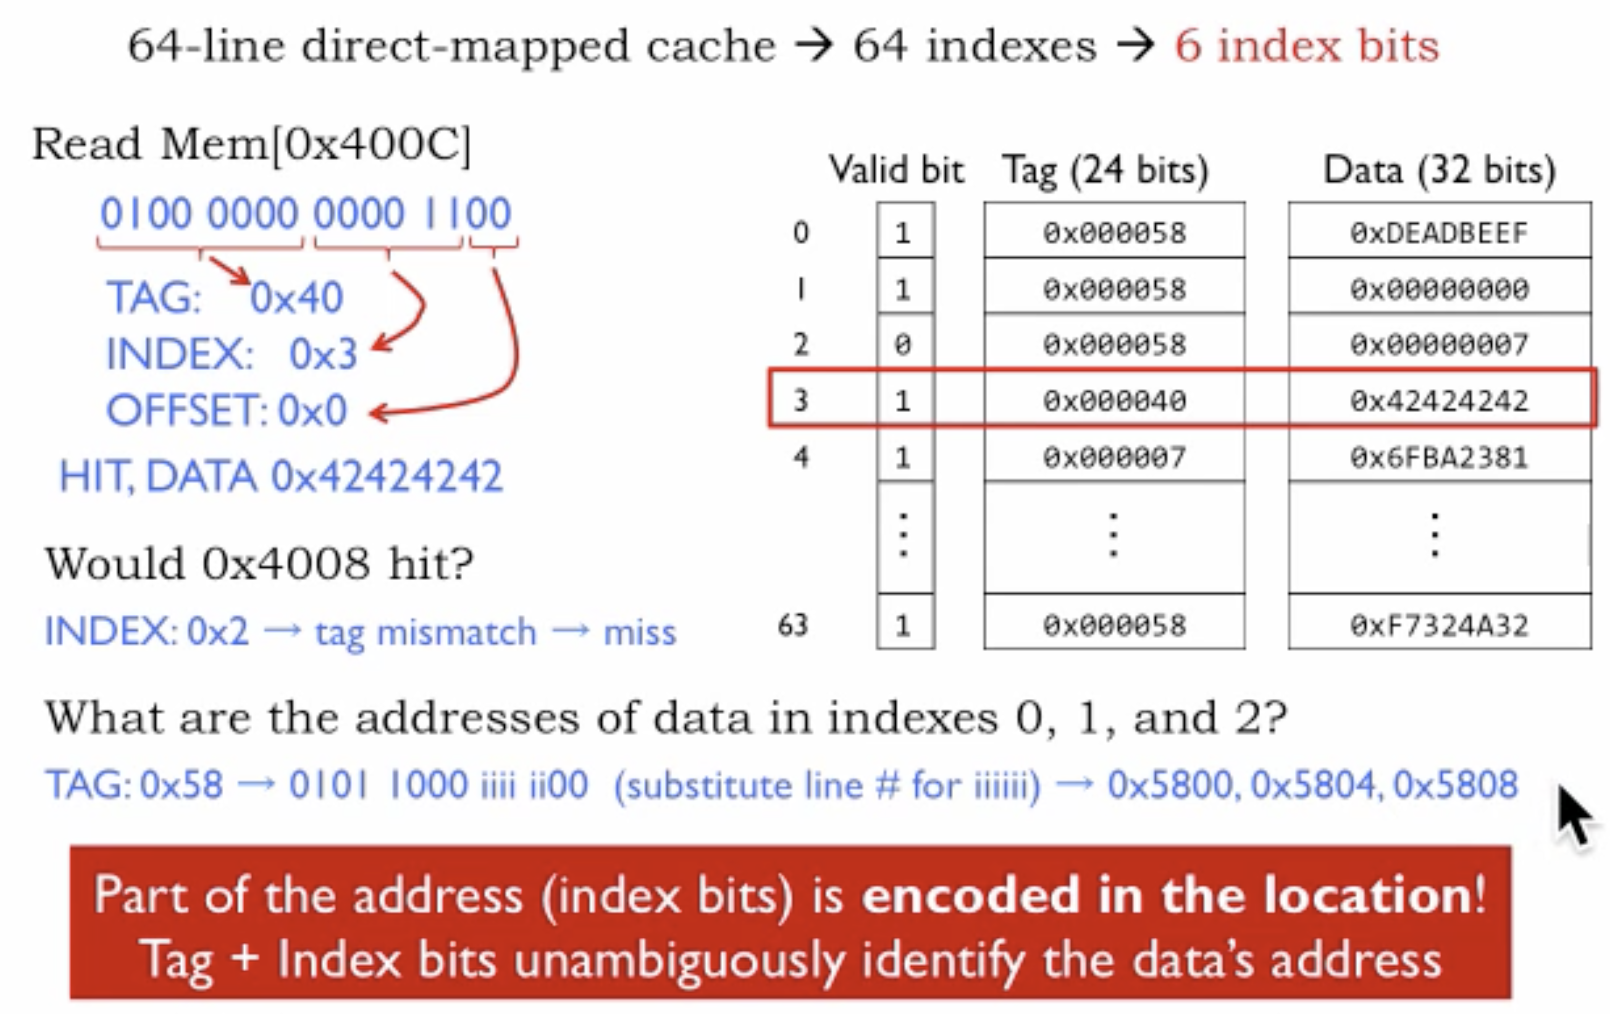 64-line direct-mapped cache → 64 indexes → 6 index bits
Read Mem[0x400C]
0100 0000 0000 1100
TAG: 0x40
INDEX: 0x3
OFFSET: 0x0
HIT, DATA 0x42424242
Would 0x4008 hit?
INDEX: 0x2 → tag mismatch → miss
Valid bit Tag (24 bits) Data (32 bits)
0 1 0x000058 0xDEADBEEF
1 1 0x000058 0x00000000
2 0 0x000058 0x00000007
3 1 0x000040 0x42424242
4 1 0x000007 0x6FBA2381
⋮ ⋮ ⋮
63 1 0x000058 0xF7324A32
What are the addresses of data in indexes 0, 1, and 2?
TAG: 0x58 → 0101 1000 iiii ii00 (substitute line # for iiiiii) → 0x5800, 0x5804, 0x5808
Part of the address (index bits) is encoded in the location!
Tag + Index bits unambiguously identify the data's address